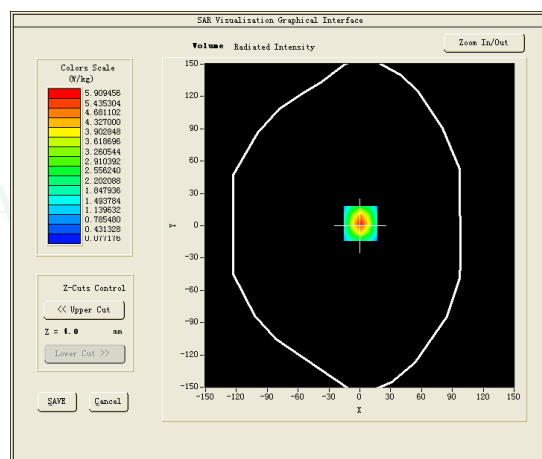 SAR Visualisation Graphical Interface
Volume Radiated Intensity
Zoom In/Out
Colors Scale
(W/kg)
5.909456
5.435304
4.681102
4.327000
3.902848
3.618696
3.260544
2.910392
2.556240
2.202088
1.847936
1.493784
1.139632
0.785480
0.431328
0.077176
150
120
90
60
30
0
-30
-60
-90
-120
-150
Y
-150 -120 -90 -60 -30 0 30 60 90 120 150
X
Z-Cuts Control
<< Upper Cut
Z = 4.0 mm
Lower Cut >>
SAVE Cancel